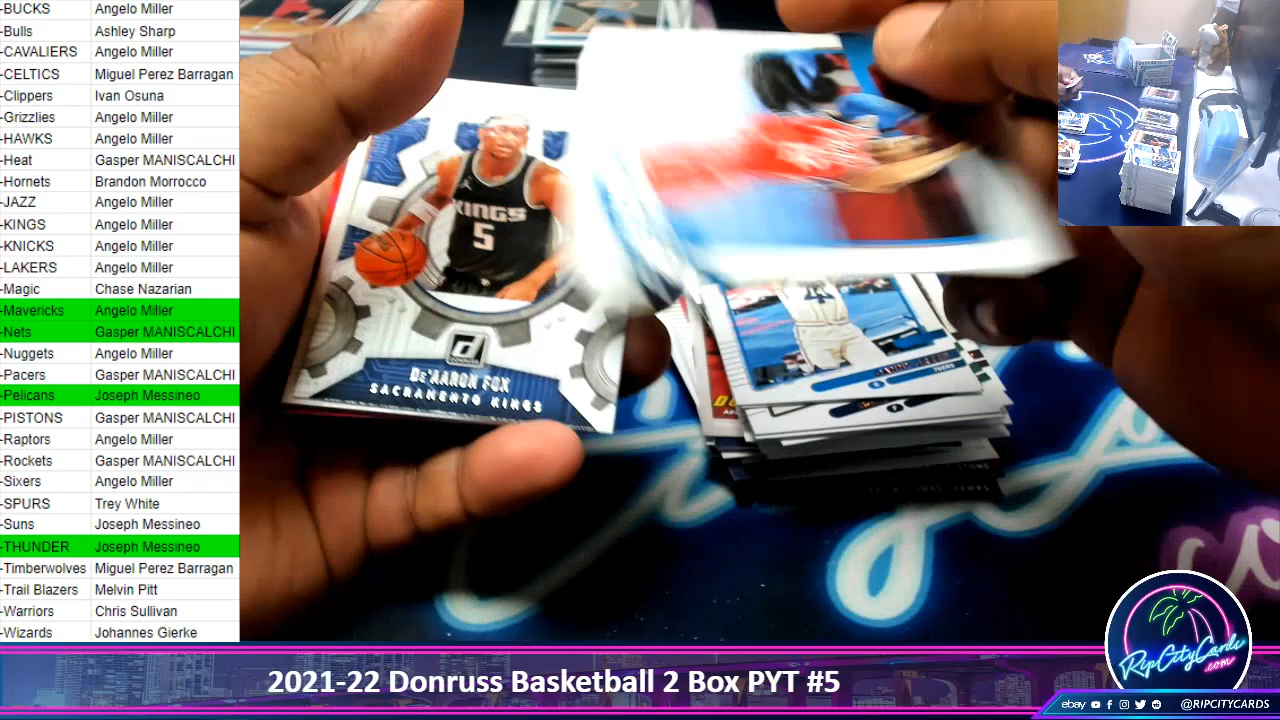 -BUCKS Angelo Miller
-Bulls Ashley Sharp
-CAVALIERS Angelo Miller
-CELTICS Miguel Perez Barragan
-Clippers Ivan Osuna
-Grizzlies Angelo Miller
-HAWKS Angelo Miller
-Heat Gasper MANISCALCHI
-Hornets Brandon Morrocco
-JAZZ Angelo Miller
-KINGS Angelo Miller
-KNICKS Angelo Miller
-LAKERS Angelo Miller
-Magic Chase Nazarian
-Mavericks Angelo Miller
-Nets Gasper MANISCALCHI
-Nuggets Angelo Miller
-Pacers Gasper MANISCALCHI
-Pelicans Joseph Messineo
-PISTONS Gasper MANISCALCHI
-Raptors Angelo Miller
-Rockets Gasper MANISCALCHI
-Sixers Angelo Miller
-SPURS Trey White
-Suns Joseph Messineo
-THUNDER Joseph Messineo
-Timberwolves Miguel Perez Barragan
-Trail Blazers Melvin Pitt
-Warriors Chris Sullivan
-Wizards Johannes Gierke
KINGS
5
DONRUSS
De'AARON FOX
SACRAMENTO KINGS
76ERS
2021-22 Donruss Basketball 2 Box PYT #5
RipCityCards
.com
ebay @RIPCITYCARDS